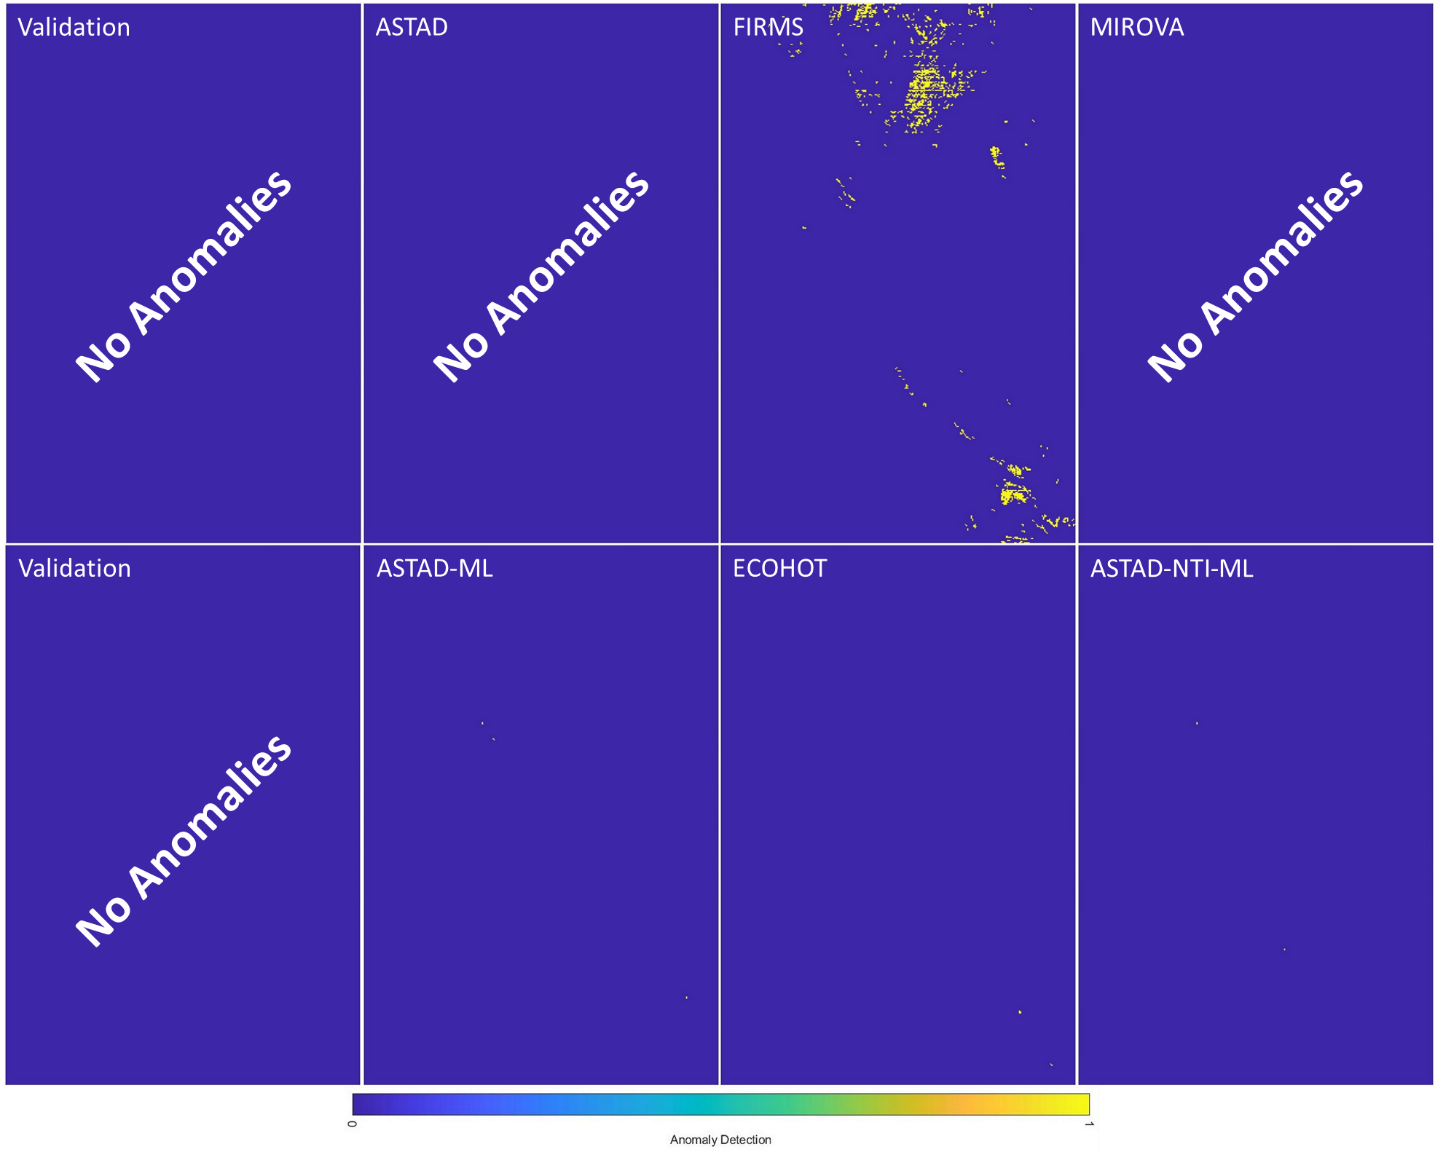 Validation
ASTAD
FIRMS
MIROVA
No Anomalies
No Anomalies
No Anomalies
Validation
ASTAD-ML
ECOHOT
ASTAD-NTI-ML
No Anomalies
0
1
Anomaly Detection